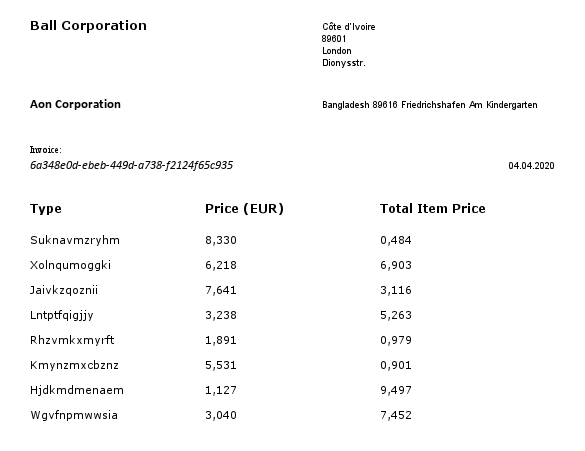 Ball Corporation
Côte d'Ivoire
89601
London
Dionysstr.
Aon Corporation
Bangladesh 89616 Friedrichshafen Am Kindergarten
Invoice:
6a348e0d-ebeb-449d-a738-f2124f65c935
04.04.2020
Type Price (EUR) Total Item Price
Suknavmzryhm 8,330 0,484
Xolnqumoggki 6,218 6,903
Jaivkzqoznii 7,641 3,116
Lntptfqigjjy 3,238 5,263
Rhzvmkxmyrft 1,891 0,979
Kmynzmxcbznz 5,531 0,901
Hjdkmdmenaem 1,127 9,497
Wgvfnpmwwsia 3,040 7,452